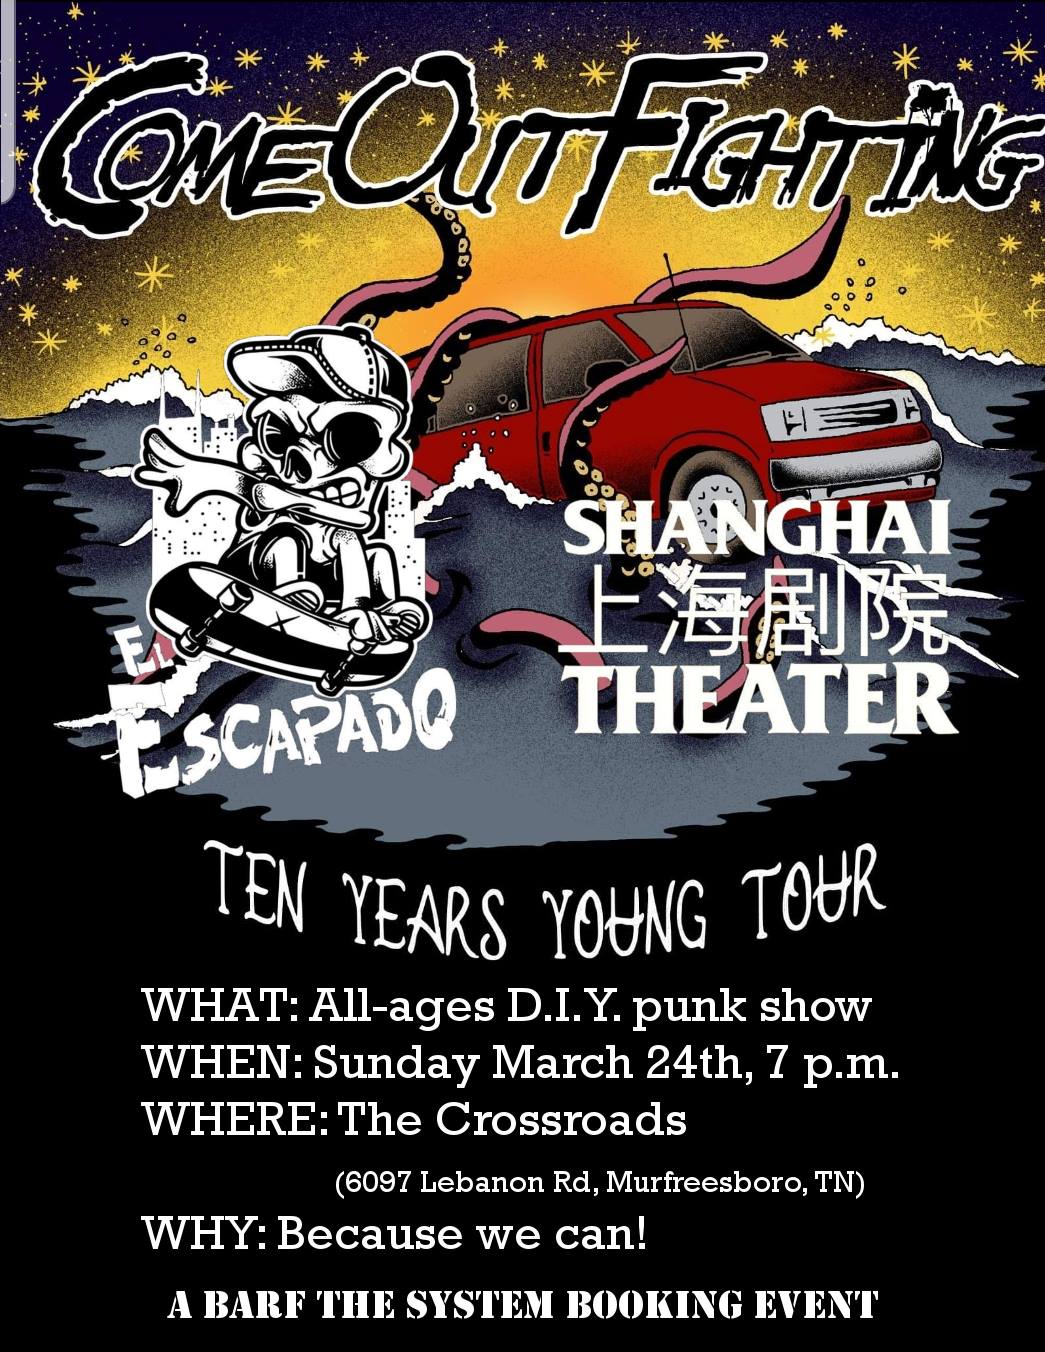 COME OUT FIGHTING
EL
ESCAPADO
SHANGHAI
上海剧院
THEATER
TEN YEARS YOUNG TOUR
WHAT: All-ages D.I.Y. punk show
WHEN: Sunday March 24th, 7 p.m.
WHERE: The Crossroads
(6097 Lebanon Rd, Murfreesboro, TN)
WHY: Because we can!
A BARF THE SYSTEM BOOKING EVENT